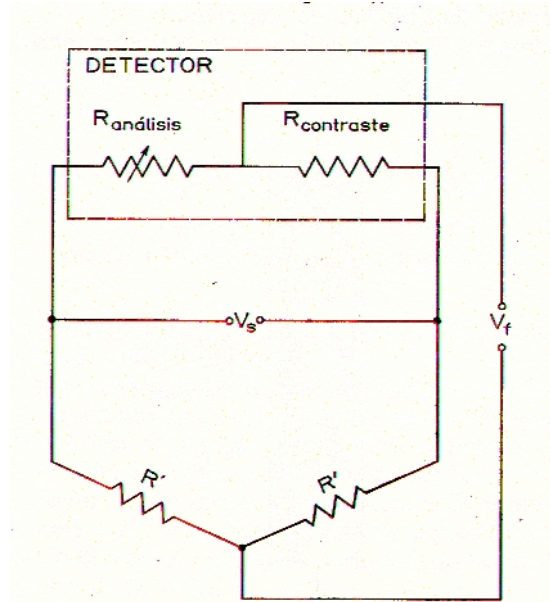 DETECTOR
Ranálisis
Rcontraste
Vs
Vf
R'
R'